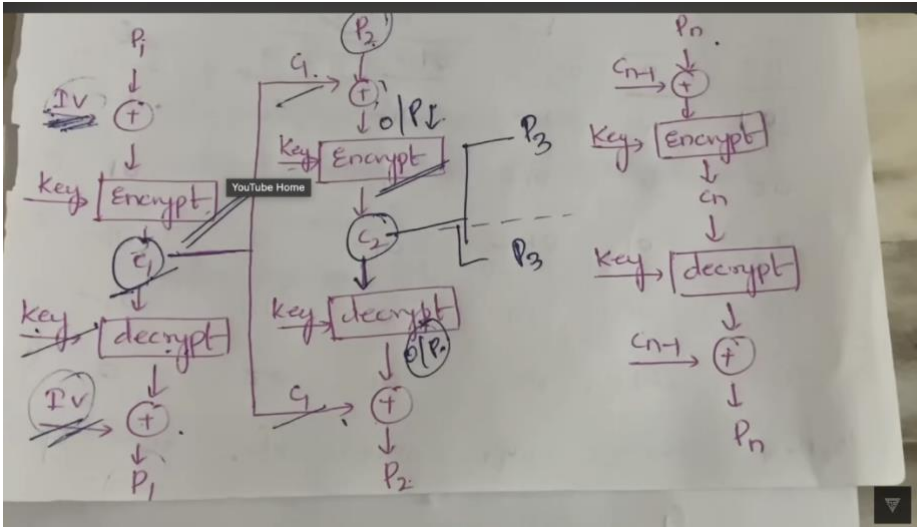 P1
IV
+
Key
Encrypt
C1
Key
decrypt
IV
+
P1
P2
C1
+
O/P
Key
Encrypt
C2
Key
decrypt
O/P
C1
+
P2
P3
P3
YouTube Home
Pn
Cn-1
+
Key
Encrypt
Cn
Key
decrypt
Cn-1
+
Pn